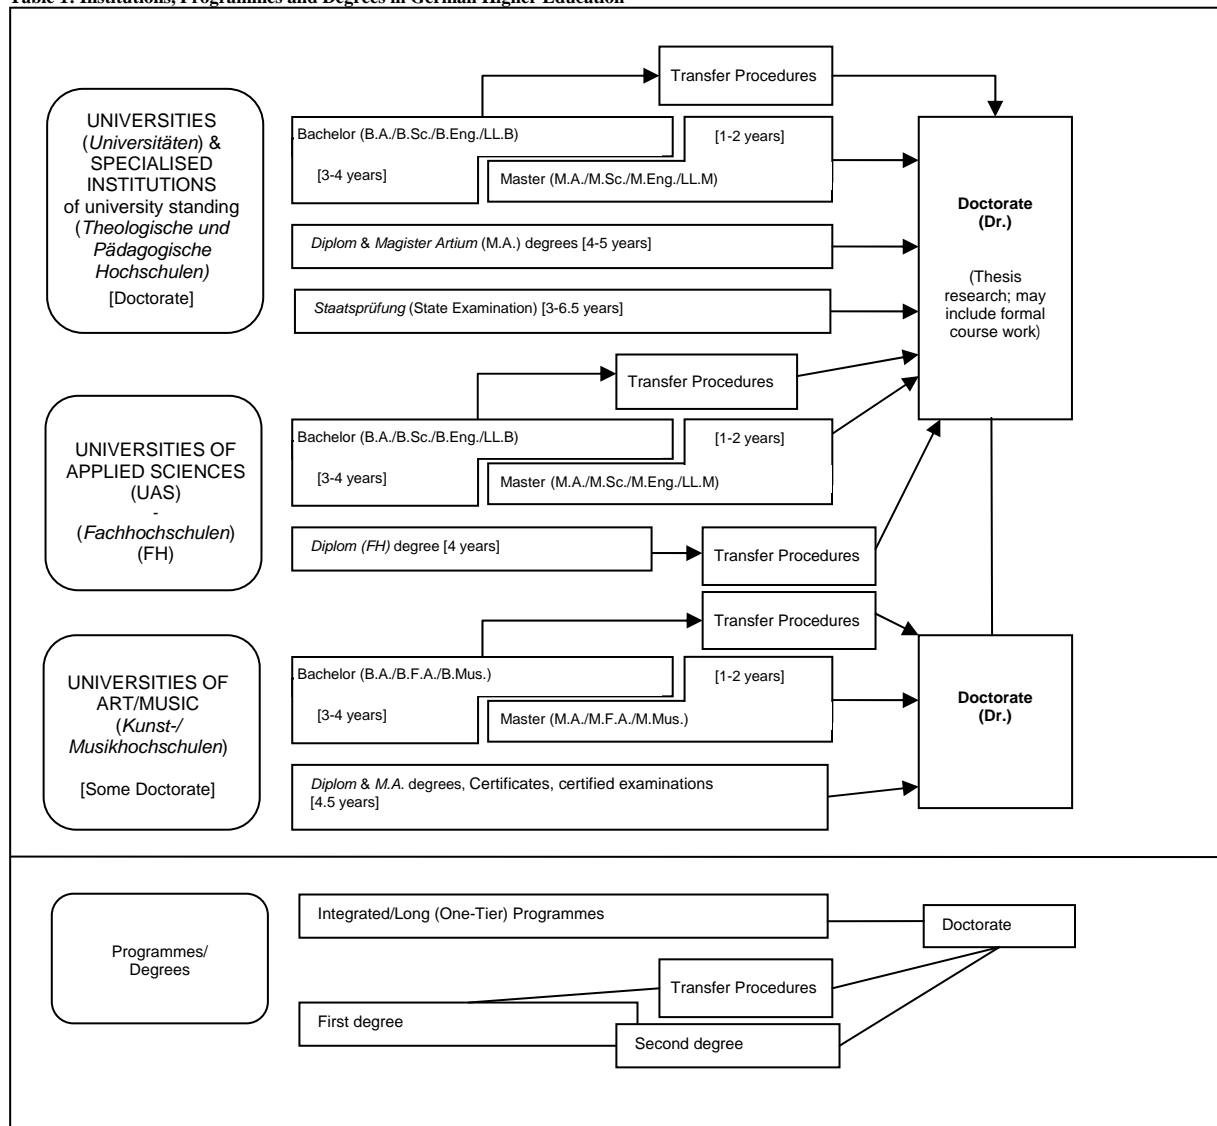 Table 1: Institutions, Programmes and Degrees in German Higher Education
Transfer Procedures
UNIVERSITIES
(Universitäten) &
SPECIALISED
INSTITUTIONS
of university standing
(Theologische und
Pädagogische
Hochschulen)
[Doctorate]
Bachelor (B.A./B.Sc./B.Eng./LL.B)
[3-4 years]
[1-2 years]
Master (M.A./M.Sc./M.Eng./LL.M)
Diplom & Magister Artium (M.A.) degrees [4-5 years]
Staatsprüfung (State Examination) [3-6.5 years]
Doctorate
(Dr.)
(Thesis
research; may
include formal
course work)
Transfer Procedures
UNIVERSITIES OF
APPLIED SCIENCES
(UAS)
-
(Fachhochschulen)
(FH)
Bachelor (B.A./B.Sc./B.Eng./LL.B)
[3-4 years]
[1-2 years]
Master (M.A./M.Sc./M.Eng./LL.M)
Diplom (FH) degree [4 years]
Transfer Procedures
Transfer Procedures
UNIVERSITIES OF
ART/MUSIC
(Kunst-/
Musikhochschulen)
[Some Doctorate]
Bachelor (B.A./B.F.A./B.Mus.)
[3-4 years]
[1-2 years]
Master (M.A./M.F.A./M.Mus.)
Diplom & M.A. degrees, Certificates, certified examinations
[4.5 years]
Doctorate
(Dr.)
Programmes/
Degrees
Integrated/Long (One-Tier) Programmes
Doctorate
Transfer Procedures
First degree
Second degree